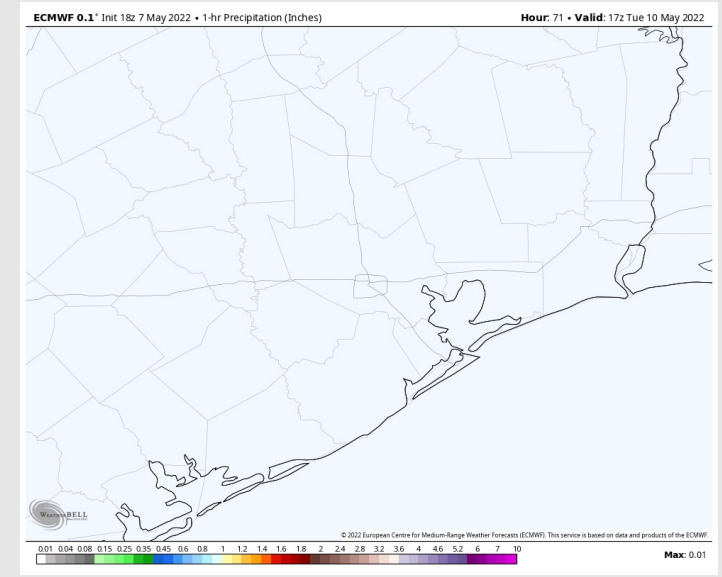 ECMWF 0.1° Init 18z 7 May 2022 • 1-hr Precipitation (Inches)
Hour: 71 • Valid: 17z Tue 10 May 2022
WeatherBELL
© 2022 European Centre for Medium-Range Weather Forecasts (ECMWF). This service is based on data and products of the ECMWF.
0.01 0.04 0.08 0.15 0.25 0.35 0.45 0.6 0.8 1 1.2 1.4 1.6 1.8 2 2.4 2.8 3.2 3.6 4 4.6 5.2 6 8 10
Max: 0.01